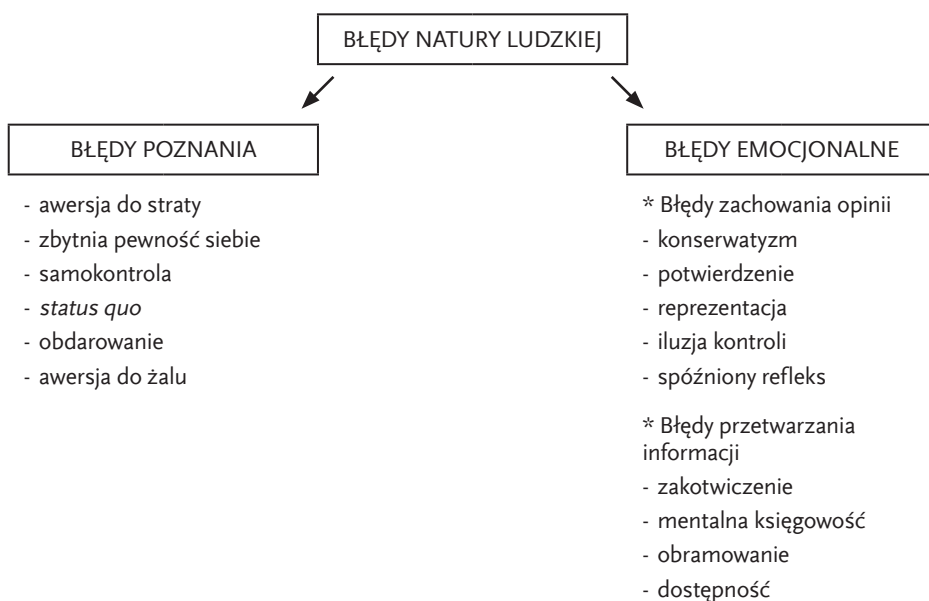 BŁĘDY NATURY LUDZKIEJ
BŁĘDY POZNANIA
- awersja do straty
- zbytnia pewność siebie
- samokontrola
- status quo
- obdarowanie
- awersja do żalu
BŁĘDY EMOCJONALNE
* Błędy zachowania opinii
- konserwatyzm
- potwierdzenie
- reprezentacja
- iluzja kontroli
- spóźniony refleks
* Błędy przetwarzania
informacji
- zakotwiczenie
- mentalna księgowość
- obramowanie
- dostępność